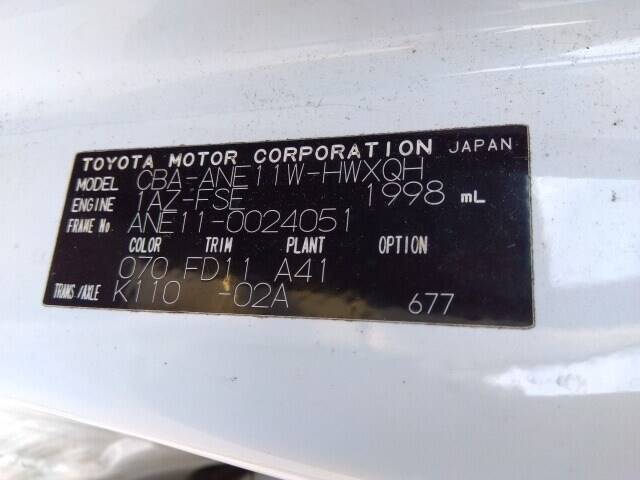 TOYOTA MOTOR CORPORATION JAPAN
MODEL CBA-ANE11W-HWXQH
ENGINE 1AZ-FSE 1998 mL
FRAME No ANE11-0024051
COLOR TRIM PLANT OPTION
070 FD11 A41
TRANS/AXLE K110 -02A 677